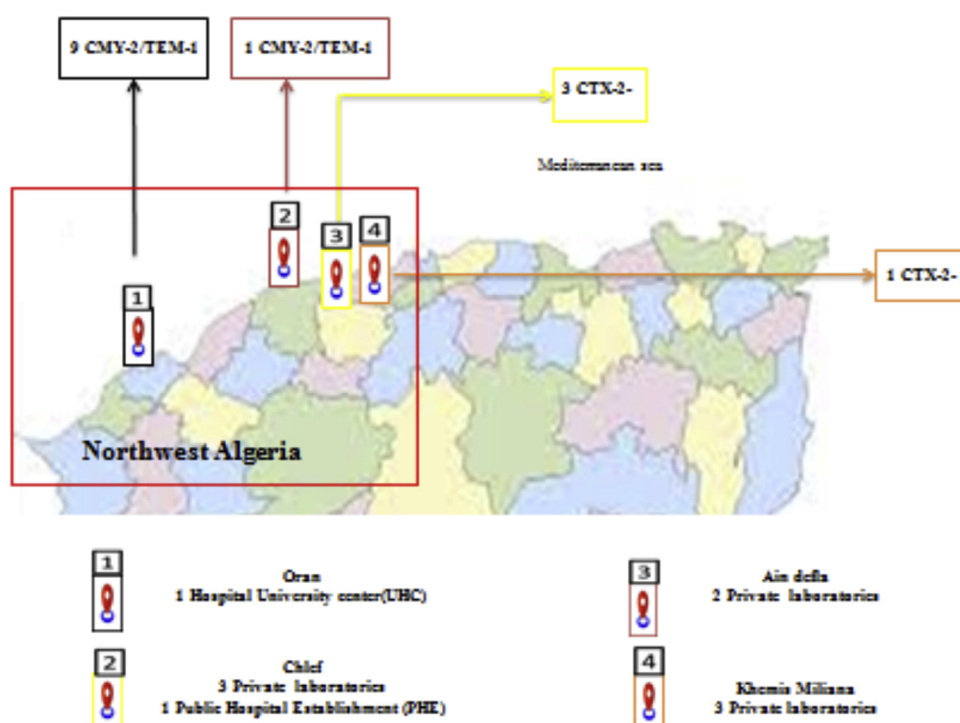 9 CMY-2/TEM-1
1 CMY-2/TEM-1
3 CTX-2-
Mediterranean sea
2
3
4
1 CTX-2-
1
Northwest Algeria
1
Oran
1 Hospital University center(UHC)
2
Chlef
3 Private laboratories
1 Public Hospital Establishment (PHE)
3
Ain defla
2 Private laboratories
4
Khemis Miliana
3 Private laboratories